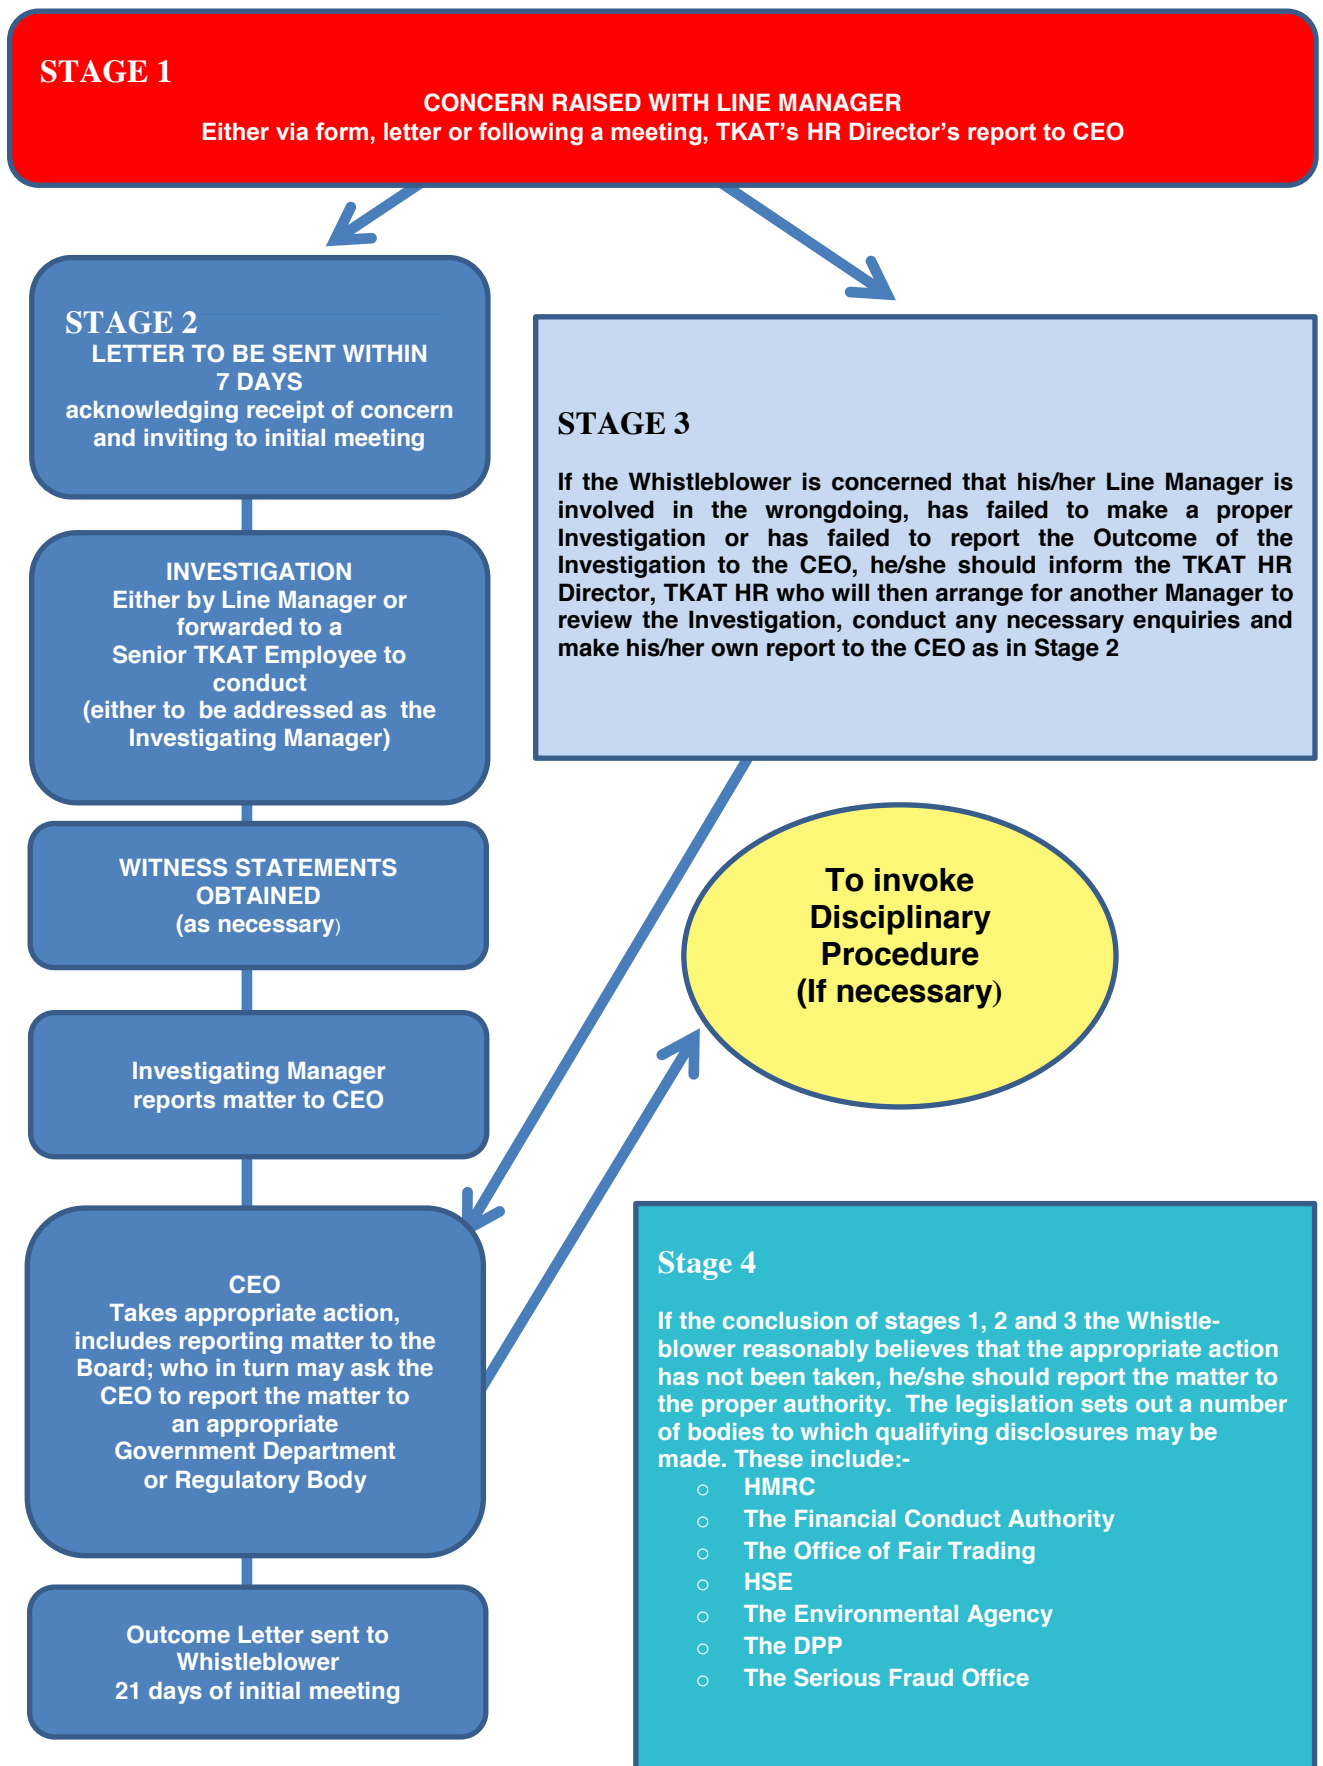 STAGE 1
CONCERN RAISED WITH LINE MANAGER
Either via form, letter or following a meeting, TKAT’s HR Director’s report to CEO
STAGE 2
LETTER TO BE SENT WITHIN
7 DAYS
acknowledging receipt of concern
and inviting to initial meeting
INVESTIGATION
Either by Line Manager or
forwarded to a
Senior TKAT Employee to
conduct
(either to be addressed as the
Investigating Manager)
WITNESS STATEMENTS
OBTAINED
(as necessary)
Investigating Manager
reports matter to CEO
CEO
Takes appropriate action,
includes reporting matter to the
Board; who in turn may ask the
CEO to report the matter to
an appropriate
Government Department
or Regulatory Body
Outcome Letter sent to
Whistleblower
21 days of initial meeting
STAGE 3
If the Whistleblower is concerned that his/her Line Manager is
involved in the wrongdoing, has failed to make a proper
Investigation or has failed to report the Outcome of the
Investigation to the CEO, he/she should inform the TKAT HR
Director, TKAT HR who will then arrange for another Manager to
review the Investigation, conduct any necessary enquiries and
make his/her own report to the CEO as in Stage 2
To invoke
Disciplinary
Procedure
(If necessary)
Stage 4
If the conclusion of stages 1, 2 and 3 the Whistle-
blower reasonably believes that the appropriate action
has not been taken, he/she should report the matter to
the proper authority. The legislation sets out a number
of bodies to which qualifying disclosures may be
made. These include:-
○ HMRC
○ The Financial Conduct Authority
○ The Office of Fair Trading
○ HSE
○ The Environmental Agency
○ The DPP
○ The Serious Fraud Office